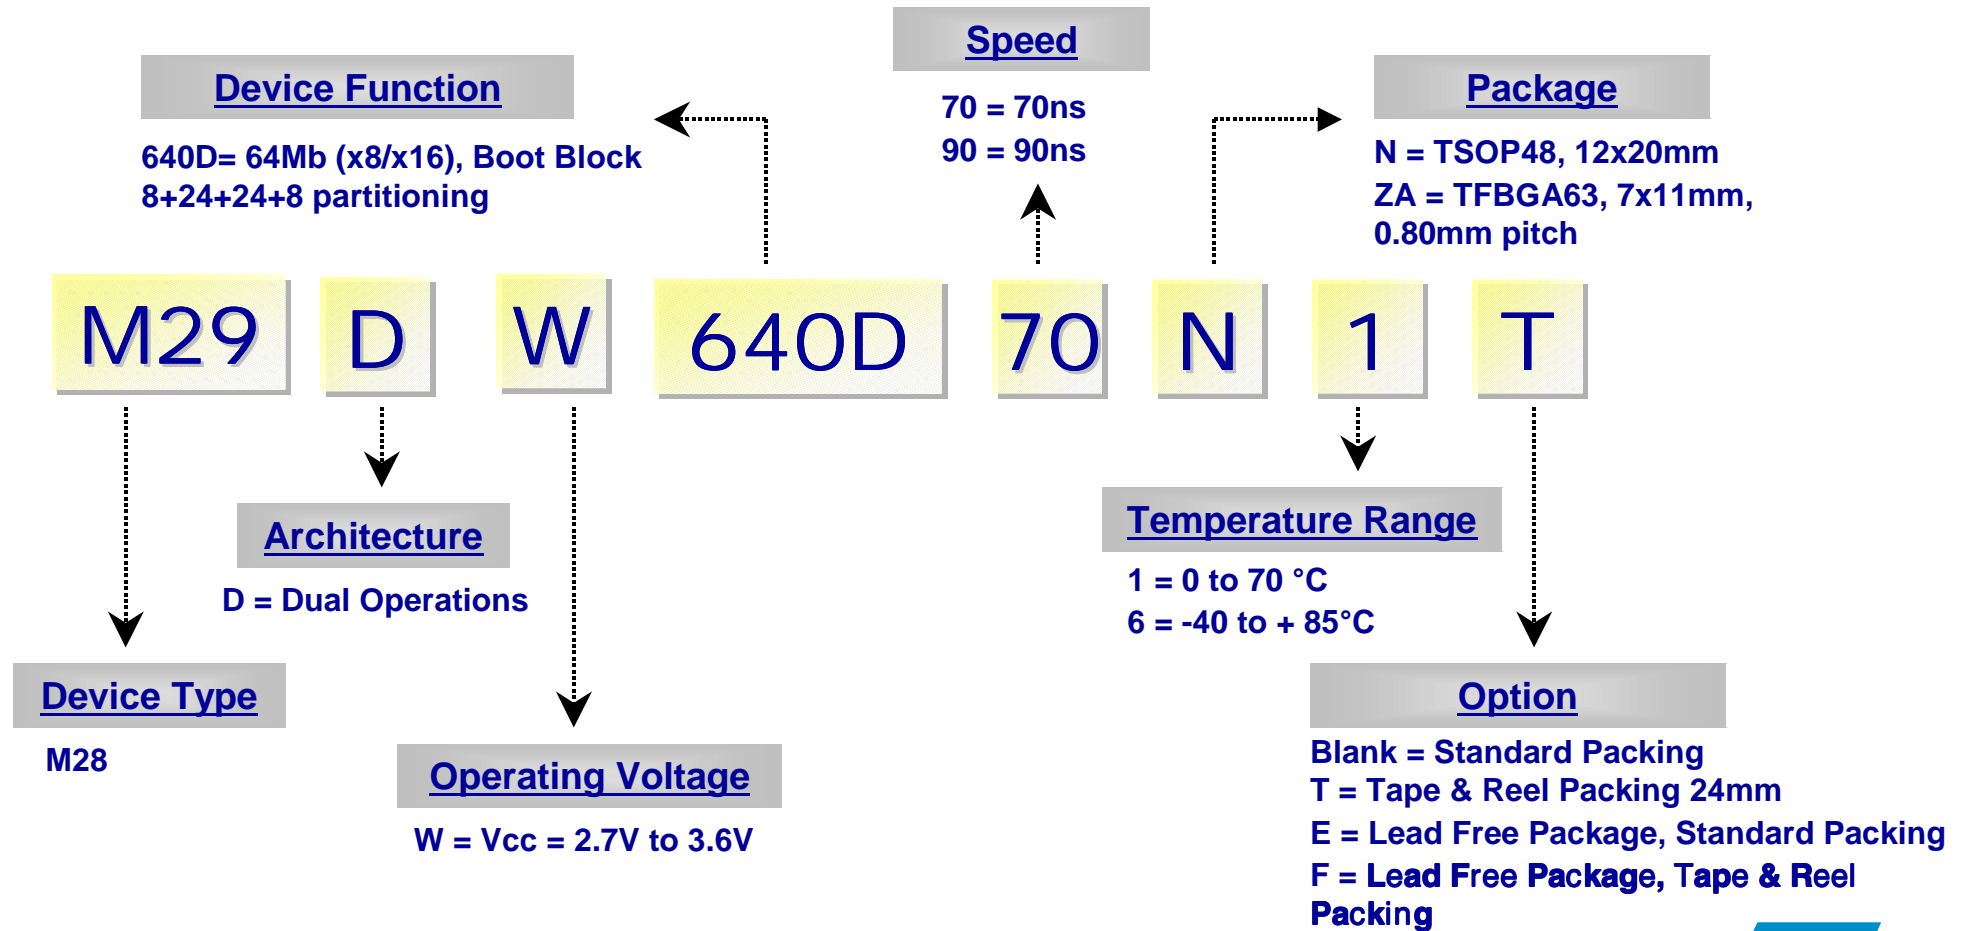 Speed
70 = 70ns
90 = 90ns
Device Function
640D= 64Mb (x8/x16), Boot Block
8+24+24+8 partitioning
Package
N = TSOP48, 12x20mm
ZA = TFBGA63, 7x11mm,
0.80mm pitch
M29 D W 640D 70 N 1 T
Architecture
D = Dual Operations
Temperature Range
1 = 0 to 70 °C
6 = -40 to + 85°C
Device Type
M28
Operating Voltage
W = Vcc = 2.7V to 3.6V
Option
Blank = Standard Packing
T = Tape & Reel Packing 24mm
E = Lead Free Package, Standard Packing
F = Lead Free Package, Tape & Reel
Packing